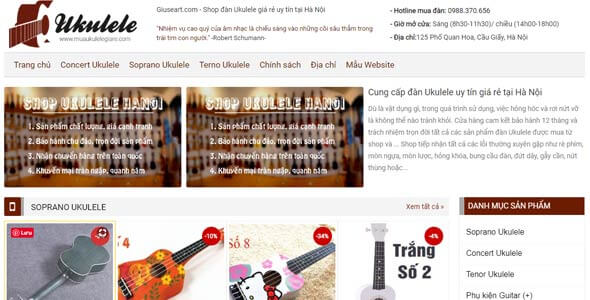 Ukulele
www.muaukulelegiare.com
Giuseart.com - Shop đàn Ukulele giá rẻ uy tín tại Hà Nội
"Nhiệm vụ cao quý của âm nhạc là chiếu sáng vào những cõi sâu thẳm trong
trái tim con người." -Robert Schumann-
- Hotline mua đàn: 0988.370.656
- Giờ mở cửa: Sáng (8h30-11h30)/ chiều (14h00-18h00)
- Địa chỉ:125 Phố Quan Hoa, Cầu Giấy, Hà Nội
Trang chủ
Concert Ukulele
Soprano Ukulele
Terno Ukulele
Chính sách
Địa chỉ
Mẫu Website
SHOP UKULELE HANOI
1. Sản phẩm chất lượng, giá cạnh tranh
2. Bảo hành chu đáo, trọn đời sản phẩm
3. Nhận chuyển hàng trên toàn quốc
4. Khuyến mại tràn ngập, quanh năm
SHOP UKULELE HANOI
1. Sản phẩm chất lượng, giá cạnh tranh
2. Bảo hành chu đáo, trọn đời sản phẩm
3. Nhận chuyển hàng trên toàn quốc
4. Khuyến mại tràn ngập, quanh năm
Cung cấp đàn Ukulele uy tín giá rẻ tại Hà Nội
Dù là vật dụng gì, trong quá trình sử dụng, việc hỏng hóc và rơi nứt vỡ
là không thể nào tránh khỏi. Cửa hàng cam kết bảo hành 12 tháng và
trách nhiệm trọn đời tất cả các sản phẩm đàn Ukulele được mua từ
shop và ... Shop tiếp nhận tất cả các lỗi thường xuyên gặp như rè phím,
mòn ngựa, mòn lược, hỏng khóa, bung cầu đàn, đứt dây, gãy cần, nứt
thùng hoặc...
SOPRANO UKULELE
Xem tất cả »
DANH MỤC SẢN PHẨM
Lưu
Số 4
-10%
Số 8
-34%
Trắng
Số 2
-4%
Soprano Ukulele
Concert Ukulele
Tenor Ukulele
Phụ kiện Guitar (+)